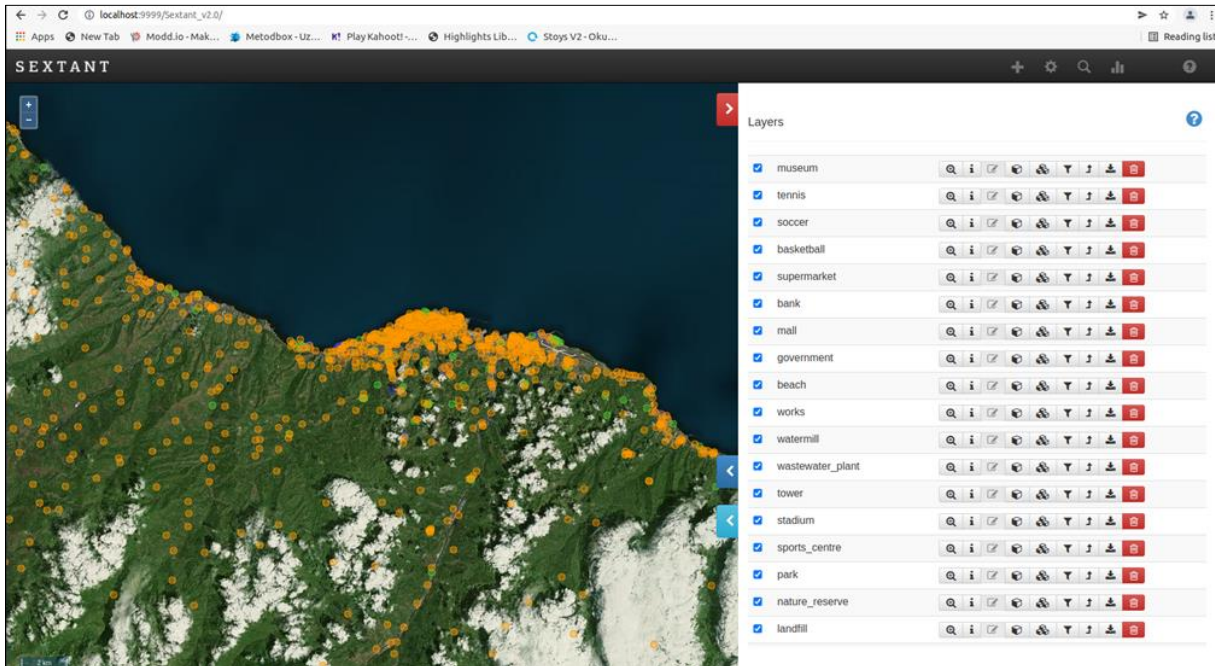 localhost:9999/Sextant_v2.0/
Apps New Tab Modd.io - Mak... Metodbox - Uz... K! Play Kahoot! -... Highlights Lib... Stoys V2 - Oku... Reading list
SEXTANT
+
-
Layers
museum
tennis
soccer
basketball
supermarket
bank
mall
government
beach
works
watermill
wastewater_plant
tower
stadium
sports_centre
park
nature_reserve
landfill
2 km